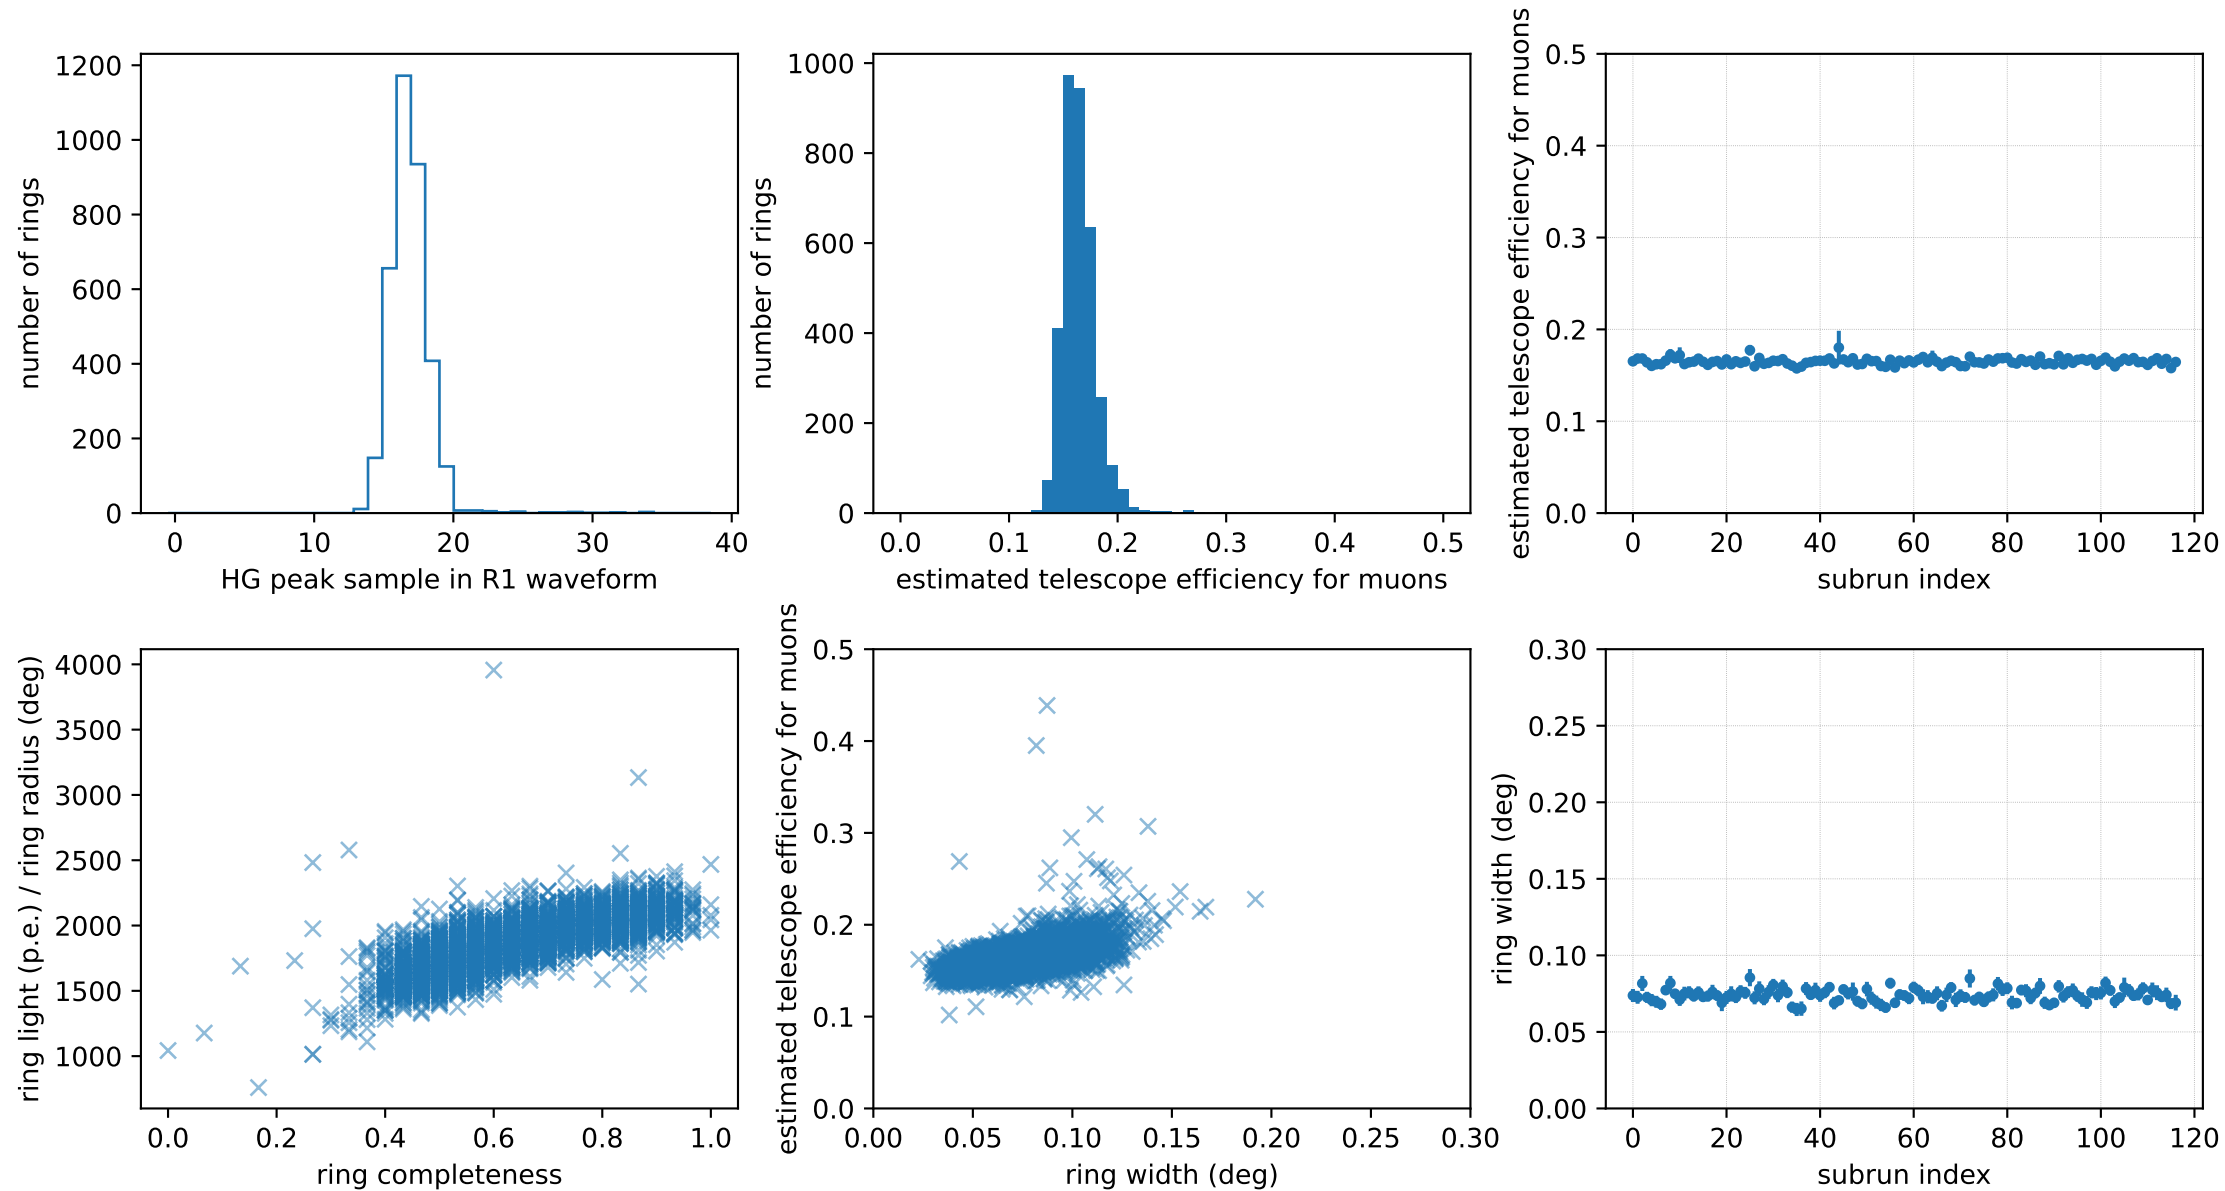 number of rings
1200
1000
800
600
400
200
0
0 10 20 30 40
HG peak sample in R1 waveform
number of rings
1000
800
600
400
200
0
0.0 0.1 0.2 0.3 0.4 0.5
estimated telescope efficiency for muons
estimated telescope efficiency for muons
0.5
0.4
0.3
0.2
0.1
0.0
0 20 40 60 80 100 120
subrun index
ring light (p.e.) / ring radius (deg)
4000
3500
3000
2500
2000
1500
1000
0.0 0.2 0.4 0.6 0.8 1.0
ring completeness
estimated telescope efficiency for muons
0.5
0.4
0.3
0.2
0.1
0.0
0.00 0.05 0.10 0.15 0.20 0.25 0.30
ring width (deg)
ring width (deg)
0.30
0.25
0.20
0.15
0.10
0.05
0.00
0 20 40 60 80 100 120
subrun index